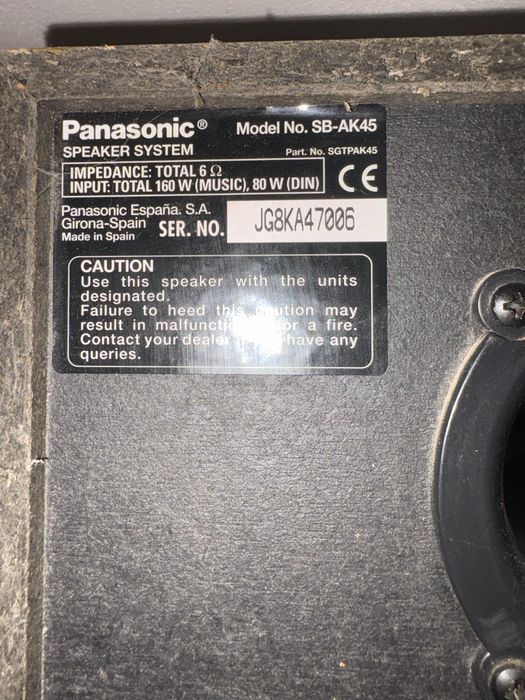 Panasonic® Model No. SB-AK45
SPEAKER SYSTEM Part. No. SGTPAK45
IMPEDANCE: TOTAL 6 Ω
INPUT: TOTAL 160 W (MUSIC), 80 W (DIN)
CE
Panasonic España. S.A.
Girona-Spain
Made in Spain
SER. NO. JG8KA47006
CAUTION
Use this speaker with the units
designated.
Failure to heed this caution may
result in malfunction or a fire.
Contact your dealer if you have any
queries.